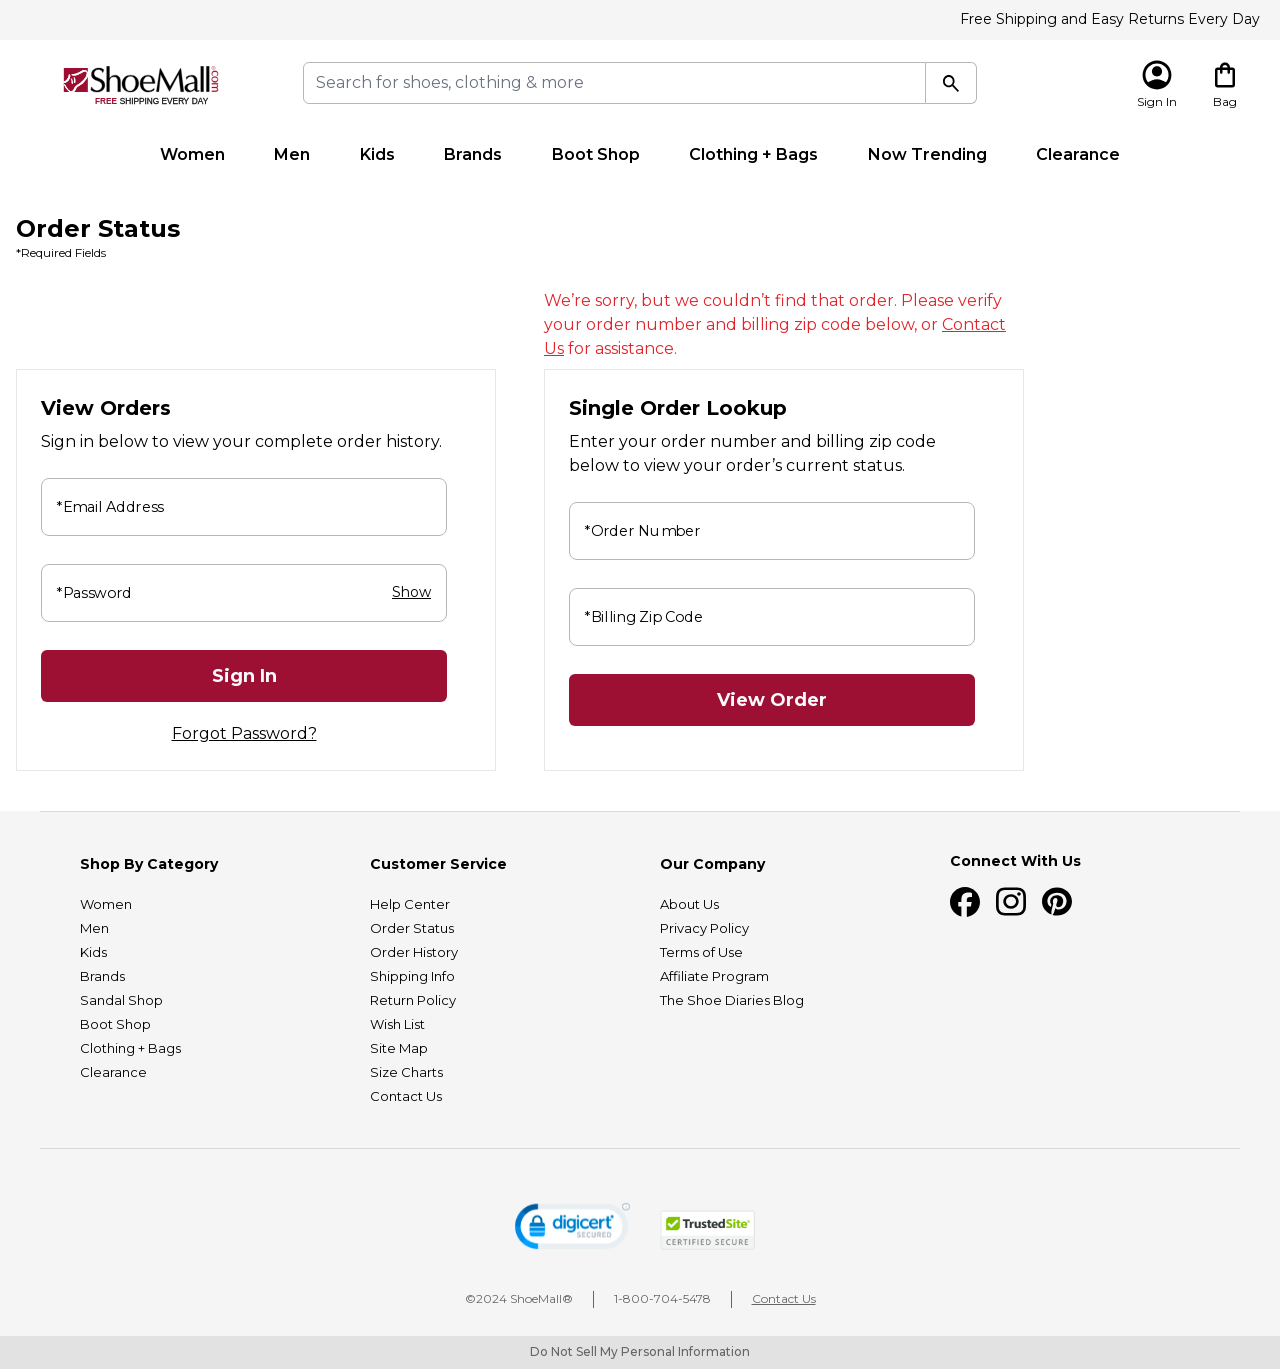 Free Shipping and Easy Returns Every Day
ShoeMall®.com
FREE SHIPPING EVERY DAY
Search for shoes, clothing & more
Sign In
Bag
Women Men Kids Brands Boot Shop Clothing + Bags Now Trending Clearance
Order Status
*Required Fields
We’re sorry, but we couldn’t find that order. Please verify
your order number and billing zip code below, or Contact
Us for assistance.
View Orders
Sign in below to view your complete order history.
*Email Address
*Password Show
Sign In
Forgot Password?
Single Order Lookup
Enter your order number and billing zip code
below to view your order’s current status.
*Order Number
*Billing Zip Code
View Order
Shop By Category
Women
Men
Kids
Brands
Sandal Shop
Boot Shop
Clothing + Bags
Clearance
Customer Service
Help Center
Order Status
Order History
Shipping Info
Return Policy
Wish List
Site Map
Size Charts
Contact Us
Our Company
About Us
Privacy Policy
Terms of Use
Affiliate Program
The Shoe Diaries Blog
Connect With Us
digicert
SECURED
TrustedSite
CERTIFIED SECURE
©2024 ShoeMall® 1-800-704-5478 Contact Us
Do Not Sell My Personal Information